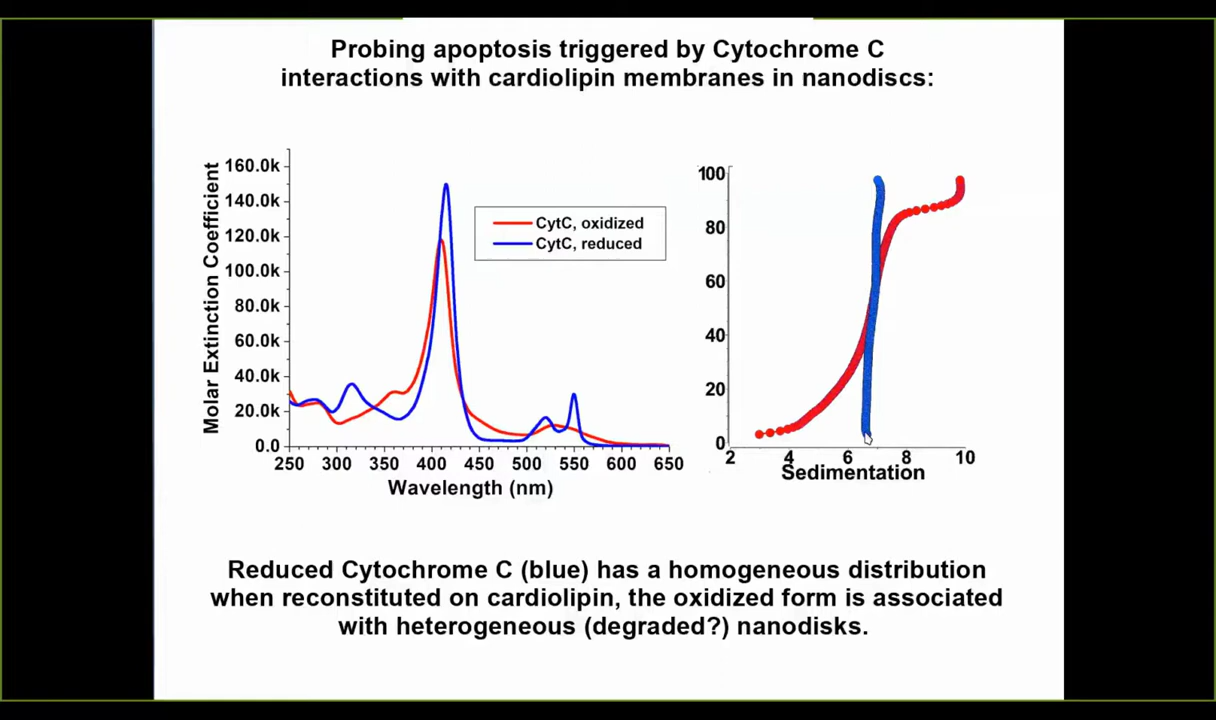 Probing apoptosis triggered by Cytochrome C
interactions with cardiolipin membranes in nanodiscs:
Molar Extinction Coefficient
160.0k
140.0k
120.0k
100.0k
80.0k
60.0k
40.0k
20.0k
0.0
250 300 350 400 450 500 550 600 650
Wavelength (nm)
CytC, oxidized
CytC, reduced
100
80
60
40
20
0
2 4 6 8 10
Sedimentation
Reduced Cytochrome C (blue) has a homogeneous distribution
when reconstituted on cardiolipin, the oxidized form is associated
with heterogeneous (degraded?) nanodisks.